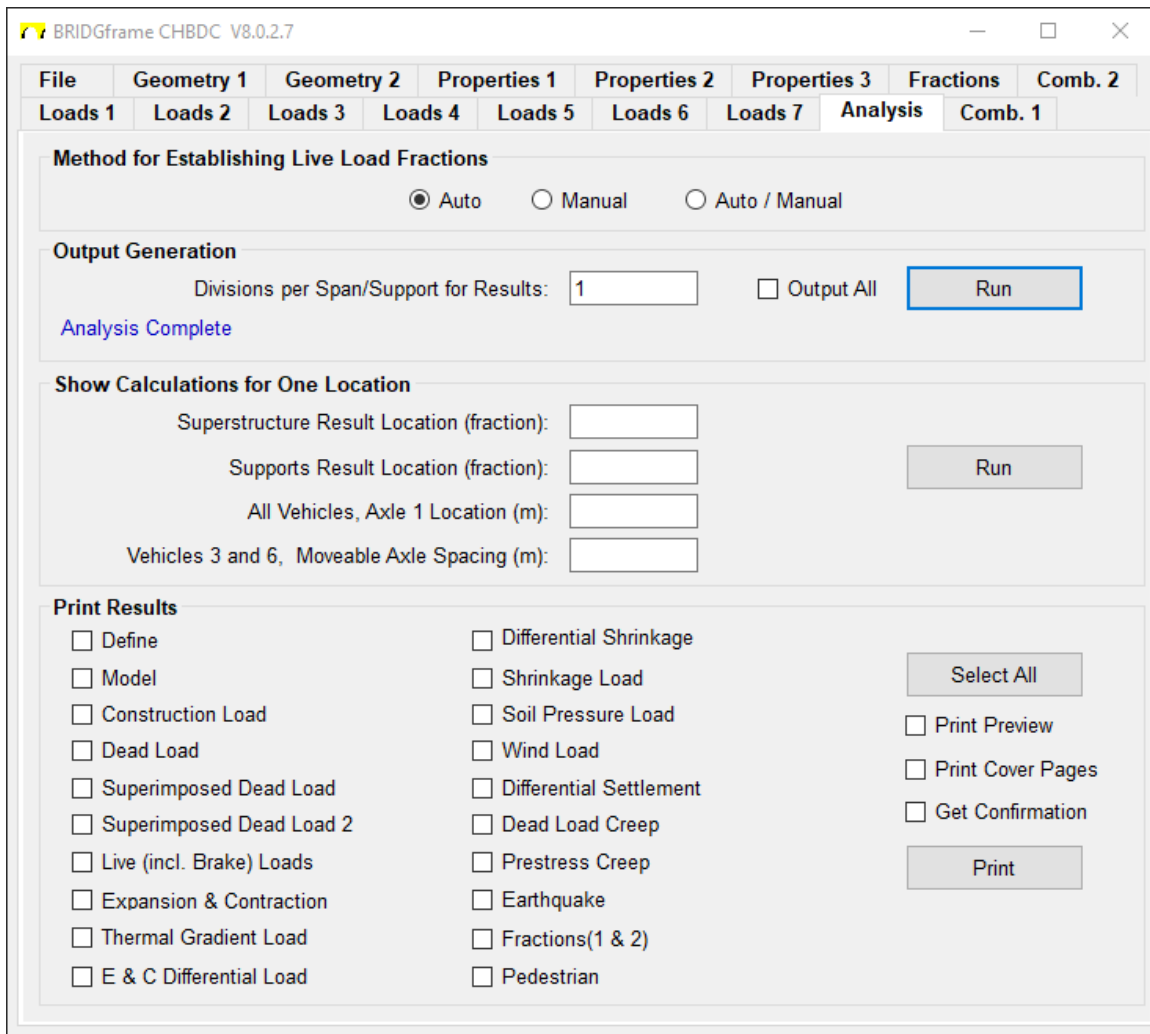 BRIDGframe CHBDC V8.0.2.7
File Geometry 1 Geometry 2 Properties 1 Properties 2 Properties 3 Fractions Comb. 2
Loads 1 Loads 2 Loads 3 Loads 4 Loads 5 Loads 6 Loads 7 Analysis Comb. 1
Method for Establishing Live Load Fractions
Auto Manual Auto / Manual
Output Generation
Divisions per Span/Support for Results: 1 Output All Run
Analysis Complete
Show Calculations for One Location
Superstructure Result Location (fraction):
Supports Result Location (fraction): Run
All Vehicles, Axle 1 Location (m):
Vehicles 3 and 6, Moveable Axle Spacing (m):
Print Results
Define Differential Shrinkage
Model Shrinkage Load Select All
Construction Load Soil Pressure Load Print Preview
Dead Load Wind Load
Superimposed Dead Load Differential Settlement Print Cover Pages
Superimposed Dead Load 2 Dead Load Creep Get Confirmation
Live (incl. Brake) Loads Prestress Creep Print
Expansion & Contraction Earthquake
Thermal Gradient Load Fractions(1 & 2)
E & C Differential Load Pedestrian